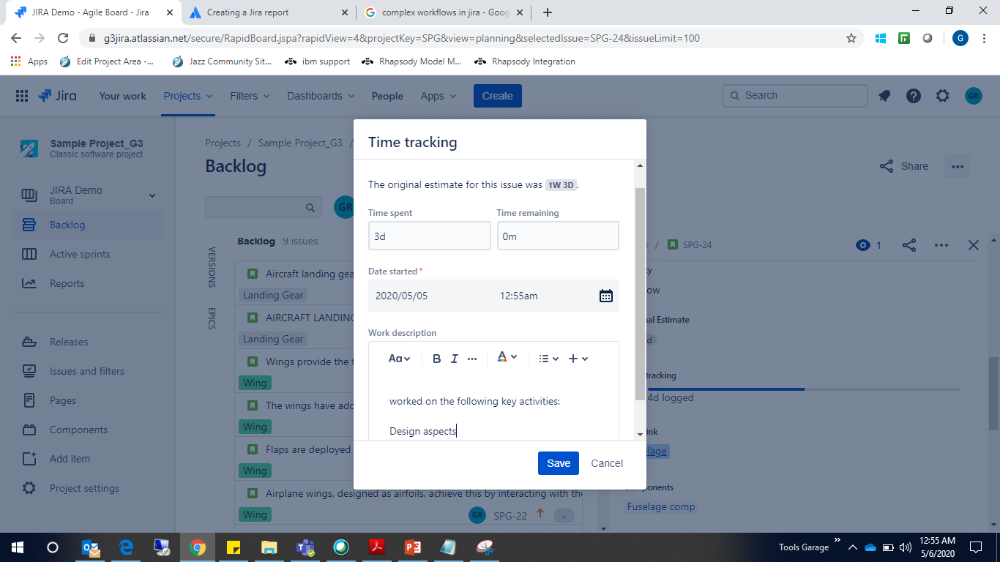 JIRA Demo - Agile Board - Jira
Creating a Jira report
complex workflows in jira - Goog
g3jira.atlassian.net/secure/RapidBoard.jspa?rapidView=4&projectKey=SPG&view=planning&selectedIssue=SPG-24&issueLimit=100
G
Apps Edit Project Area -... Jazz Community Sit... ibm support Rhapsody Model M... Rhapsody Integration
Jira Your work Projects Filters Dashboards People Apps Create Search GR
Sample Project_G3
Classic software project
JIRA Demo
Board
Backlog
Active sprints
Reports
Releases
Issues and filters
Pages
Components
Add item
Project settings
Projects / Sample Project_G3 /
Backlog
Share
GR
VERSIONS
EPICS
Backlog 9 issues
Aircraft landing gea
Landing Gear
AIRCRAFT LANDING
Landing Gear
Wings provide the f
Wing
The wings have add
Wing
Flaps are deployed
Wing
Airplane wings, designed as airfoils, achieve this by interacting with the
Wing GR SPG-22 -
Time tracking
The original estimate for this issue was 1W 3D.
Time spent Time remaining
3d 0m
Date started*
2020/05/05 12:55am
Work description
Aa B I ... A
worked on the following key activities:
Design aspects
Save Cancel
/ SPG-24 1
ty
ow
al Estimate
d
tracking
4d logged
ink
elage
Components
Fuselage comp
Tools Garage
12:55 AM
5/6/2020